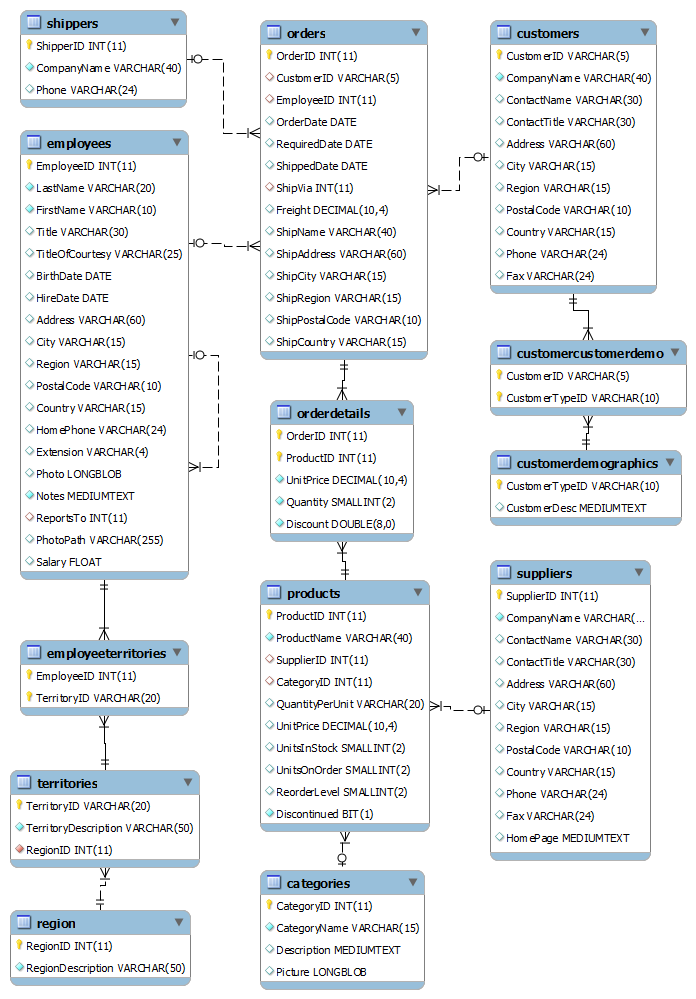 shippers
ShipperID INT(11)
CompanyName VARCHAR(40)
Phone VARCHAR(24)
employees
EmployeeID INT(11)
LastName VARCHAR(20)
FirstName VARCHAR(10)
Title VARCHAR(30)
TitleOfCourtesy VARCHAR(25)
BirthDate DATE
HireDate DATE
Address VARCHAR(60)
City VARCHAR(15)
Region VARCHAR(15)
PostalCode VARCHAR(10)
Country VARCHAR(15)
HomePhone VARCHAR(24)
Extension VARCHAR(4)
Photo LONGBLOB
Notes MEDIUMTEXT
ReportsTo INT(11)
PhotoPath VARCHAR(255)
Salary FLOAT
employeeterritories
EmployeeID INT(11)
TerritoryID VARCHAR(20)
territories
TerritoryID VARCHAR(20)
TerritoryDescription VARCHAR(50)
RegionID INT(11)
region
RegionID INT(11)
RegionDescription VARCHAR(50)
orders
OrderID INT(11)
CustomerID VARCHAR(5)
EmployeeID INT(11)
OrderDate DATE
RequiredDate DATE
ShippedDate DATE
ShipVia INT(11)
Freight DECIMAL(10,4)
ShipName VARCHAR(40)
ShipAddress VARCHAR(60)
ShipCity VARCHAR(15)
ShipRegion VARCHAR(15)
ShipPostalCode VARCHAR(10)
ShipCountry VARCHAR(15)
orderdetails
OrderID INT(11)
ProductID INT(11)
UnitPrice DECIMAL(10,4)
Quantity SMALLINT(2)
Discount DOUBLE(8,0)
products
ProductID INT(11)
ProductName VARCHAR(40)
SupplierID INT(11)
CategoryID INT(11)
QuantityPerUnit VARCHAR(20)
UnitPrice DECIMAL(10,4)
UnitsInStock SMALLINT(2)
UnitsOnOrder SMALLINT(2)
ReorderLevel SMALLINT(2)
Discontinued BIT(1)
categories
CategoryID INT(11)
CategoryName VARCHAR(15)
Description MEDIUMTEXT
Picture LONGBLOB
customers
CustomerID VARCHAR(5)
CompanyName VARCHAR(40)
ContactName VARCHAR(30)
ContactTitle VARCHAR(30)
Address VARCHAR(60)
City VARCHAR(15)
Region VARCHAR(15)
PostalCode VARCHAR(10)
Country VARCHAR(15)
Phone VARCHAR(24)
Fax VARCHAR(24)
customercustomerdemo
CustomerID VARCHAR(5)
CustomerTypeID VARCHAR(10)
customerdemographics
CustomerTypeID VARCHAR(10)
CustomerDesc MEDIUMTEXT
suppliers
SupplierID INT(11)
CompanyName VARCHAR(...
ContactName VARCHAR(30)
ContactTitle VARCHAR(30)
Address VARCHAR(60)
City VARCHAR(15)
Region VARCHAR(15)
PostalCode VARCHAR(10)
Country VARCHAR(15)
Phone VARCHAR(24)
Fax VARCHAR(24)
HomePage MEDIUMTEXT